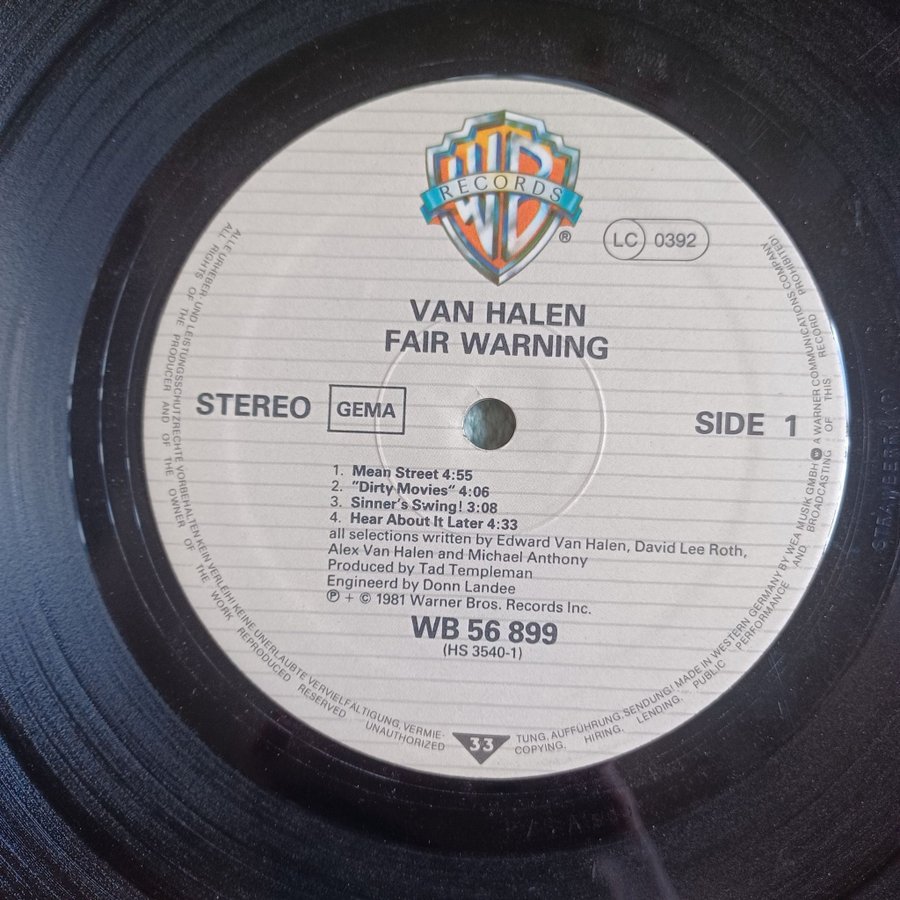 WB
RECORDS
®
LC 0392
VAN HALEN
FAIR WARNING
STEREO GEMA SIDE 1
1. Mean Street 4:55
2. "Dirty Movies" 4:06
3. Sinner's Swing! 3:08
4. Hear About It Later 4:33
all selections written by Edward Van Halen, David Lee Roth,
Alex Van Halen and Michael Anthony
Produced by Tad Templeman
Engineerd by Donn Landee
℗ + © 1981 Warner Bros. Records Inc.
WB 56 899
(HS 3540-1)
33
ALLE URHEBER- UND LEISTUNGSSCHUTZRECHTE VORBEHALTEN KEIN VERLEIH! KEINE UNERLAUBTE VERVIELFÄLTIGUNG, VERMIE-
TUNG, AUFFÜHRUNG, SENDUNG! MADE IN WESTERN GERMANY BY WEA MUSIK GMBH A WARNER COMMUNICATIONS COMPANY
ALL RIGHTS OF THE PRODUCER AND OF THE OWNER OF THE WORK REPRODUCED RESERVED UNAUTHORIZED
COPYING, HIRING, LENDING, PUBLIC PERFORMANCE AND BROADCASTING OF THIS RECORD PROHIBITED!